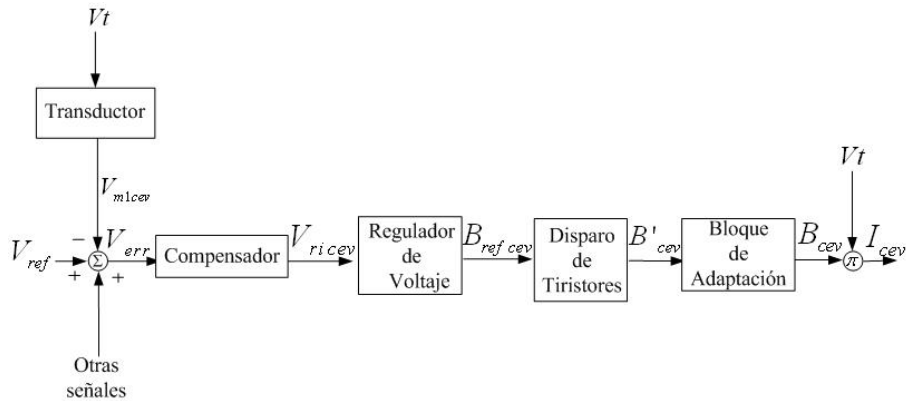 Vt
Transductor
V m1cev
V ref
−
+
Σ
+
V err
Compensador
V ri cev
Regulador
de
Voltaje
B ref cev
Disparo
de
Tiristores
B' cev
Bloque
de
Adaptación
B cev
Vt
π
I cev
Otras
señales